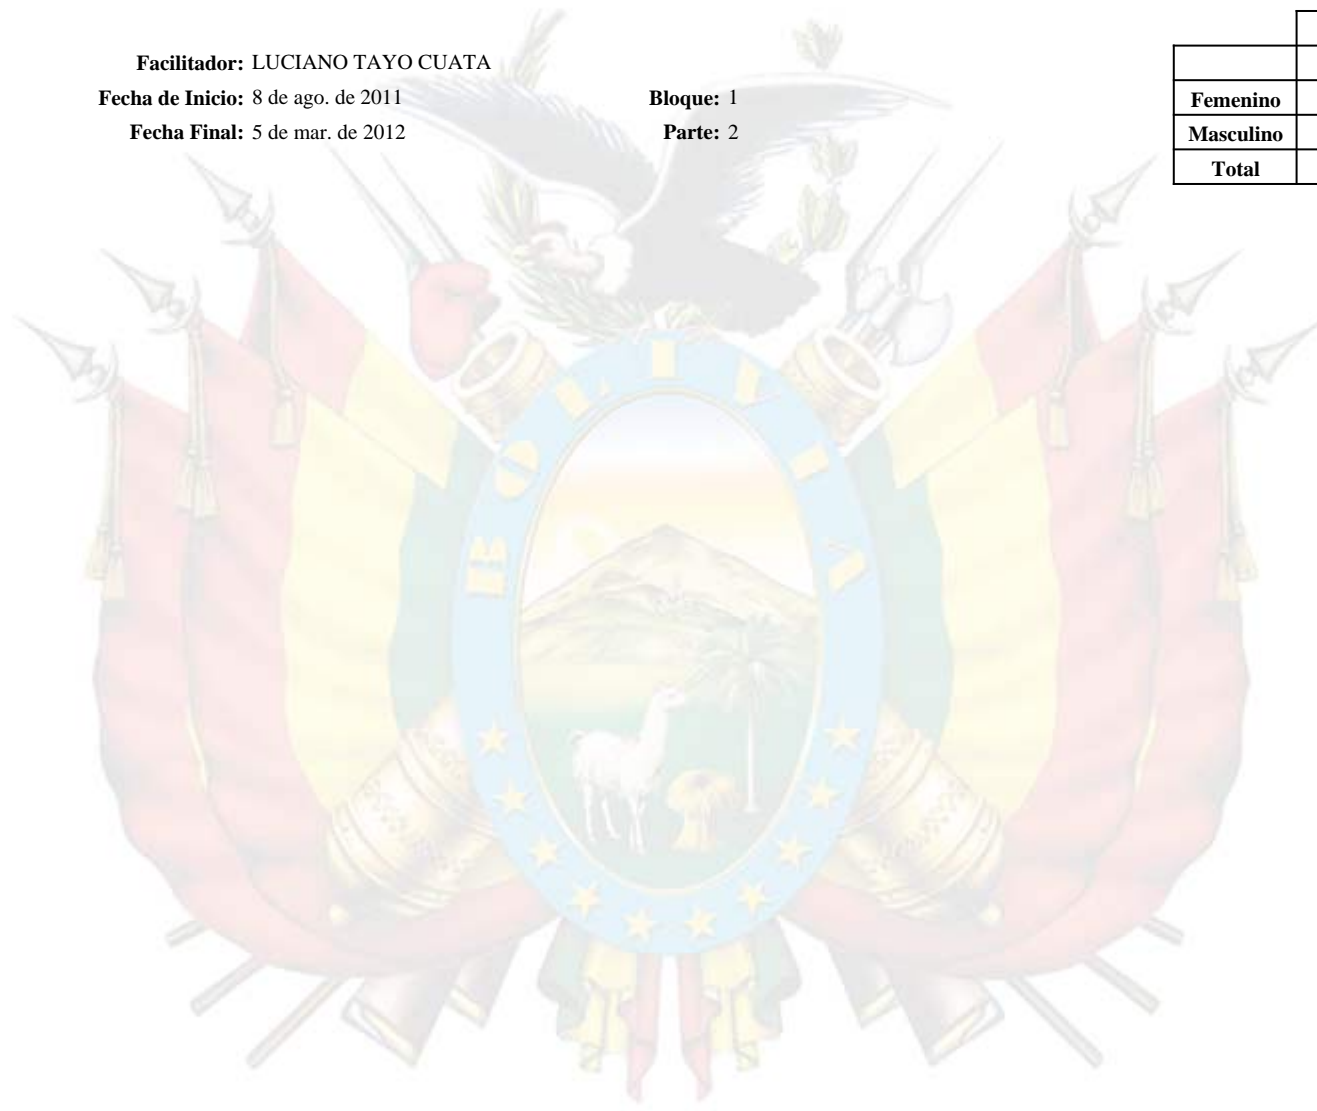 Facilitador: LUCIANO TAYO CUATA
Fecha de Inicio: 8 de ago. de 2011 Bloque: 1
Fecha Final: 5 de mar. de 2012 Parte: 2
Femenino
Masculino
Total
BOLIVIA